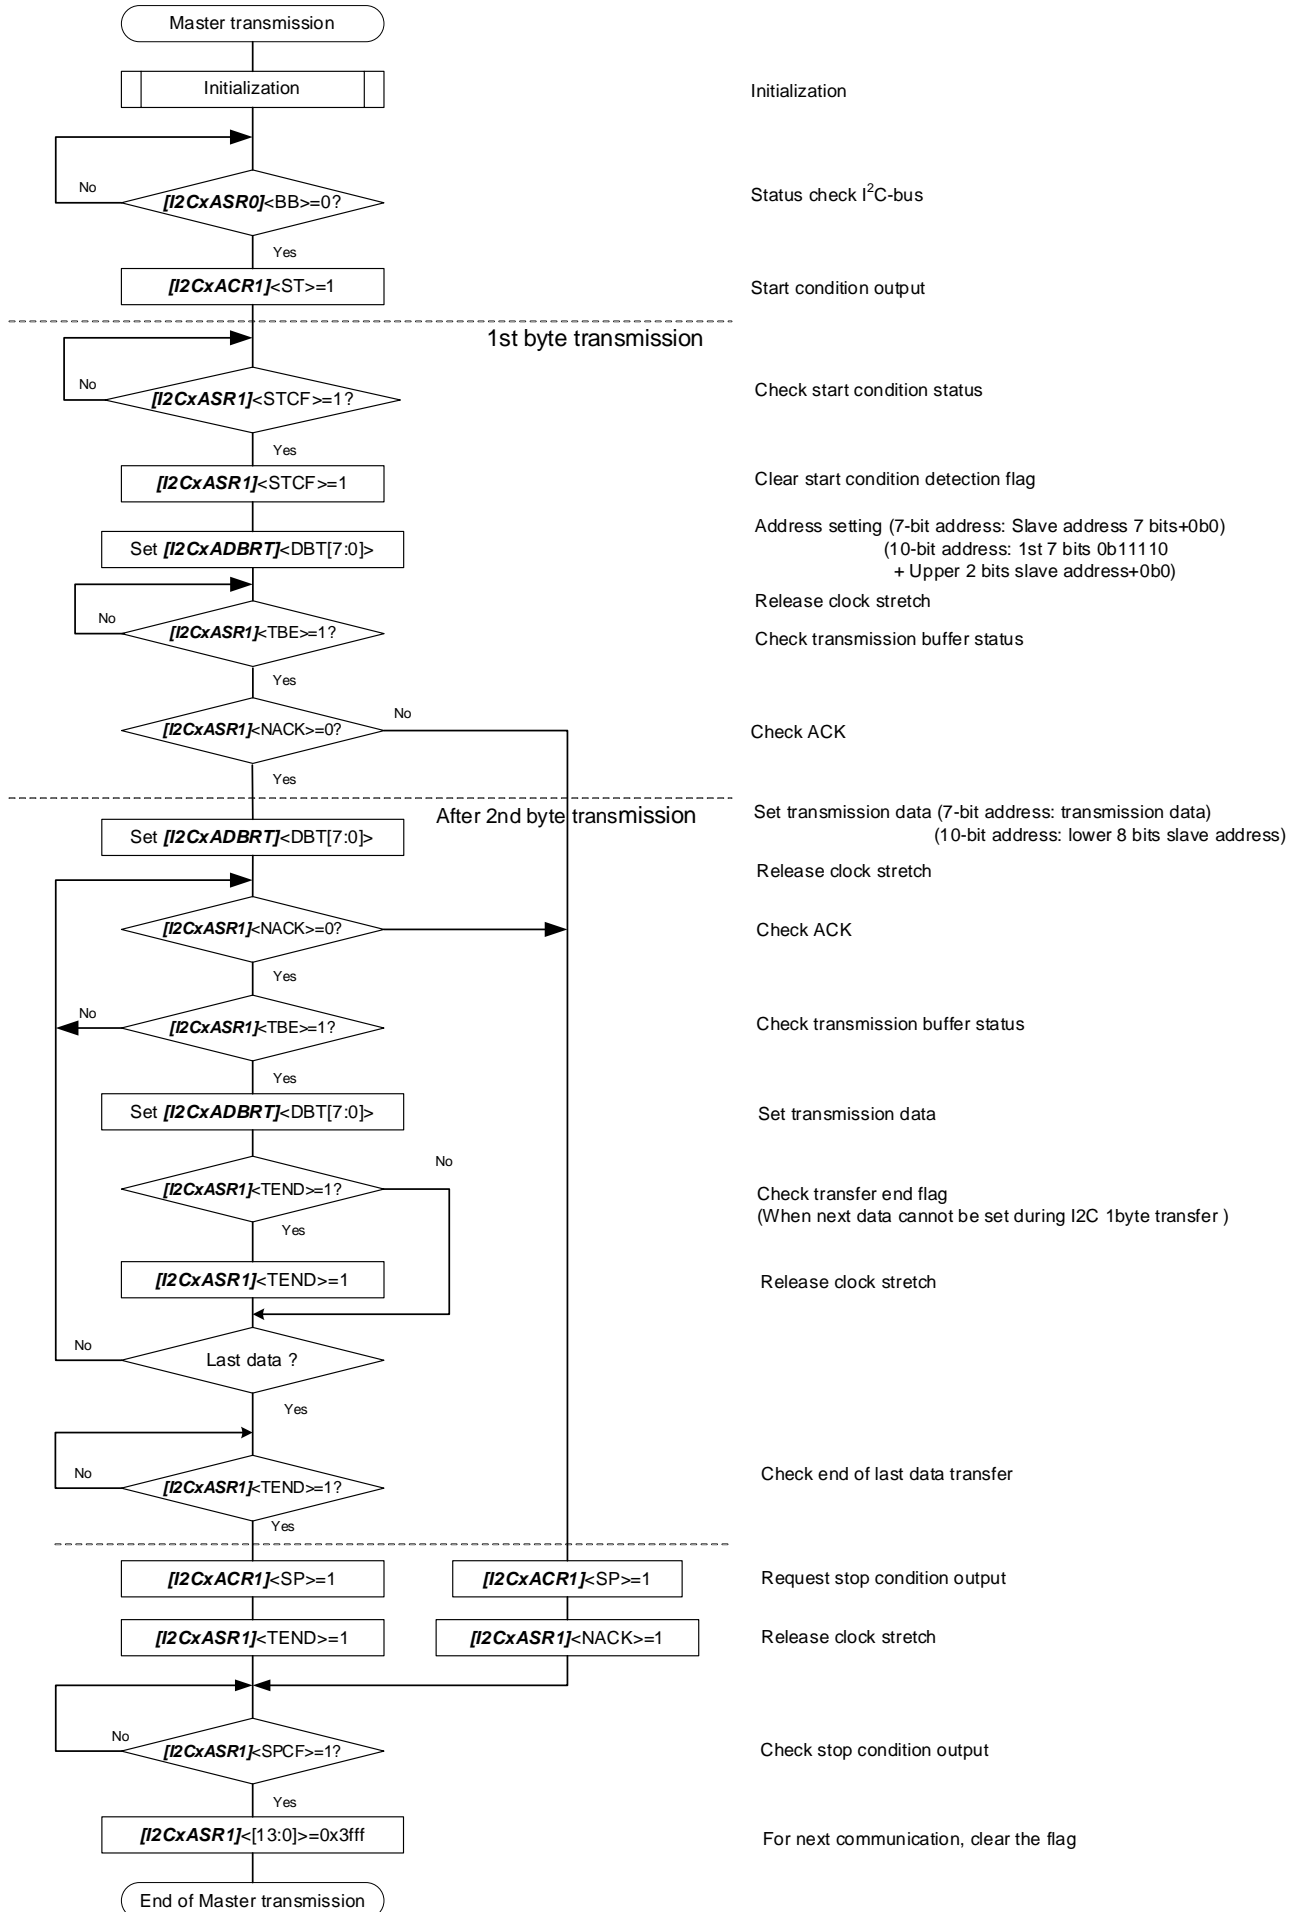 Master transmission
Initialization
Initialization
No
[I2CxASR0]<BB>=0?
Status check I2C-bus
Yes
[I2CxACR1]<ST>=1
Start condition output
1st byte transmission
No
[I2CxASR1]<STCF>=1?
Check start condition status
Yes
[I2CxASR1]<STCF>=1
Clear start condition detection flag
Set [I2CxADBRT]<DBT[7:0]>
Address setting (7-bit address: Slave address 7 bits+0b0)
(10-bit address: 1st 7 bits 0b11110
+ Upper 2 bits slave address+0b0)
Release clock stretch
No
[I2CxASR1]<TBE>=1?
Check transmission buffer status
Yes
[I2CxASR1]<NACK>=0?
No
Check ACK
Yes
After 2nd byte transmission
Set transmission data (7-bit address: transmission data)
(10-bit address: lower 8 bits slave address)
Set [I2CxADBRT]<DBT[7:0]>
Release clock stretch
[I2CxASR1]<NACK>=0?
Check ACK
Yes
No
[I2CxASR1]<TBE>=1?
Check transmission buffer status
Yes
Set [I2CxADBRT]<DBT[7:0]>
Set transmission data
No
[I2CxASR1]<TEND>=1?
Check transfer end flag
(When next data cannot be set during I2C 1byte transfer )
Yes
[I2CxASR1]<TEND>=1
Release clock stretch
No
Last data ?
Yes
No
[I2CxASR1]<TEND>=1?
Check end of last data transfer
Yes
[I2CxACR1]<SP>=1
[I2CxACR1]<SP>=1
Request stop condition output
[I2CxASR1]<TEND>=1
[I2CxASR1]<NACK>=1
Release clock stretch
No
[I2CxASR1]<SPCF>=1?
Check stop condition output
Yes
[I2CxASR1]<[13:0]>=0x3fff
For next communication, clear the flag
End of Master transmission